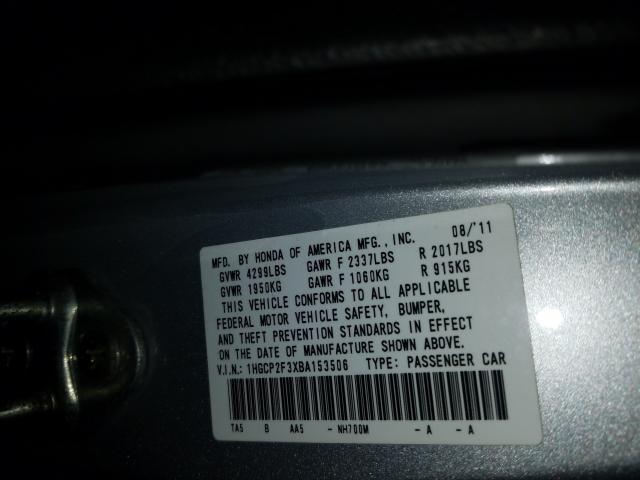 MFD. BY HONDA OF AMERICA MFG., INC. 08/'11
GVWR 4299LBS GAWR F 2337LBS R 2017LBS
GVWR 1950KG GAWR F 1060KG R 915KG
THIS VEHICLE CONFORMS TO ALL APPLICABLE
FEDERAL MOTOR VEHICLE SAFETY, BUMPER,
AND THEFT PREVENTION STANDARDS IN EFFECT
ON THE DATE OF MANUFACTURE SHOWN ABOVE.
V.I.N.: 1HGCP2F3XBA153506 TYPE: PASSENGER CAR
TA5 B AA5 - NH700M - A - A